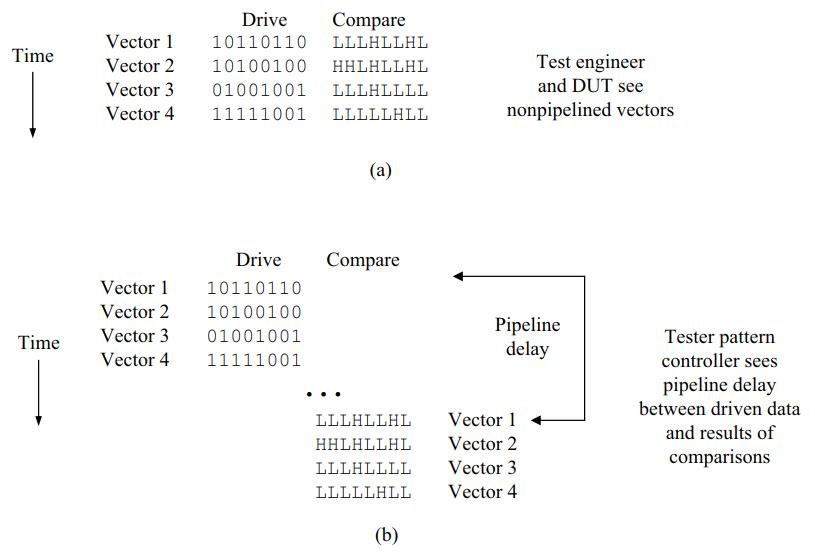 Drive Compare
Time
Vector 1 10110110 LLLHLLHL
Vector 2 10100100 HHLHLLHL
Vector 3 01001001 LLLHLLLL
Vector 4 11111001 LLLLLHLL
Test engineer
and DUT see
nonpipelined vectors
(a)
Drive Compare
Time
Vector 1 10110110
Vector 2 10100100
Vector 3 01001001
Vector 4 11111001
Pipeline
delay
...
LLLHLLHL Vector 1
HHLHLLHL Vector 2
LLLHLLLL Vector 3
LLLLLHLL Vector 4
Tester pattern
controller sees
pipeline delay
between driven data
and results of
comparisons
(b)